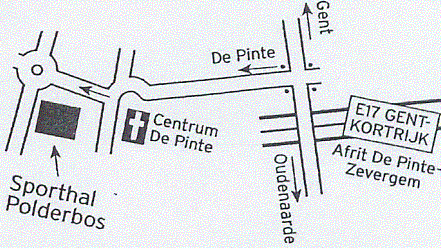 Gent
De Pinte
E17 GENT-
KORTRIJK
Centrum
De Pinte
Afrit De Pinte-
Zevergem
Oudenaarde
Sporthal
Polderbos